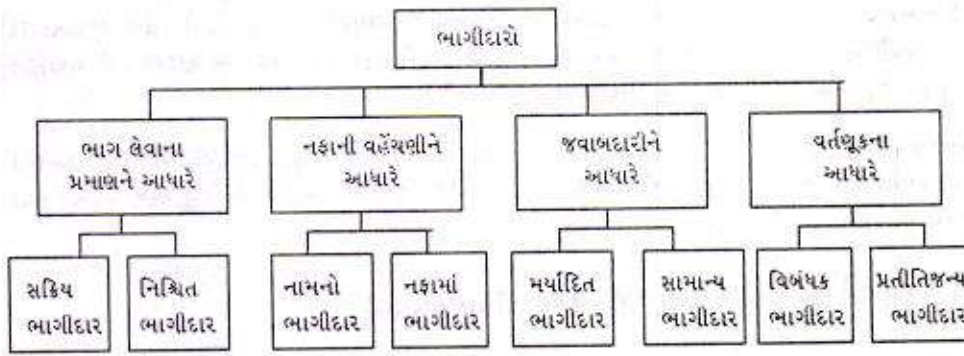 ભાગીદારો
ભાગ લેવાના
પ્રમાણને આધારે
નફાની વહેંચણીને
આધારે
જવાબદારીને
આધારે
વર્તણૂકના
આધારે
સક્રિય
ભાગીદાર
નિશ્ચિત
ભાગીદાર
નામનો
ભાગીદાર
નફામાં
ભાગીદાર
મર્યાદિત
ભાગીદાર
સામાન્ય
ભાગીદાર
વિબંધક
ભાગીદાર
પ્રતીતિજન્ય
ભાગીદાર